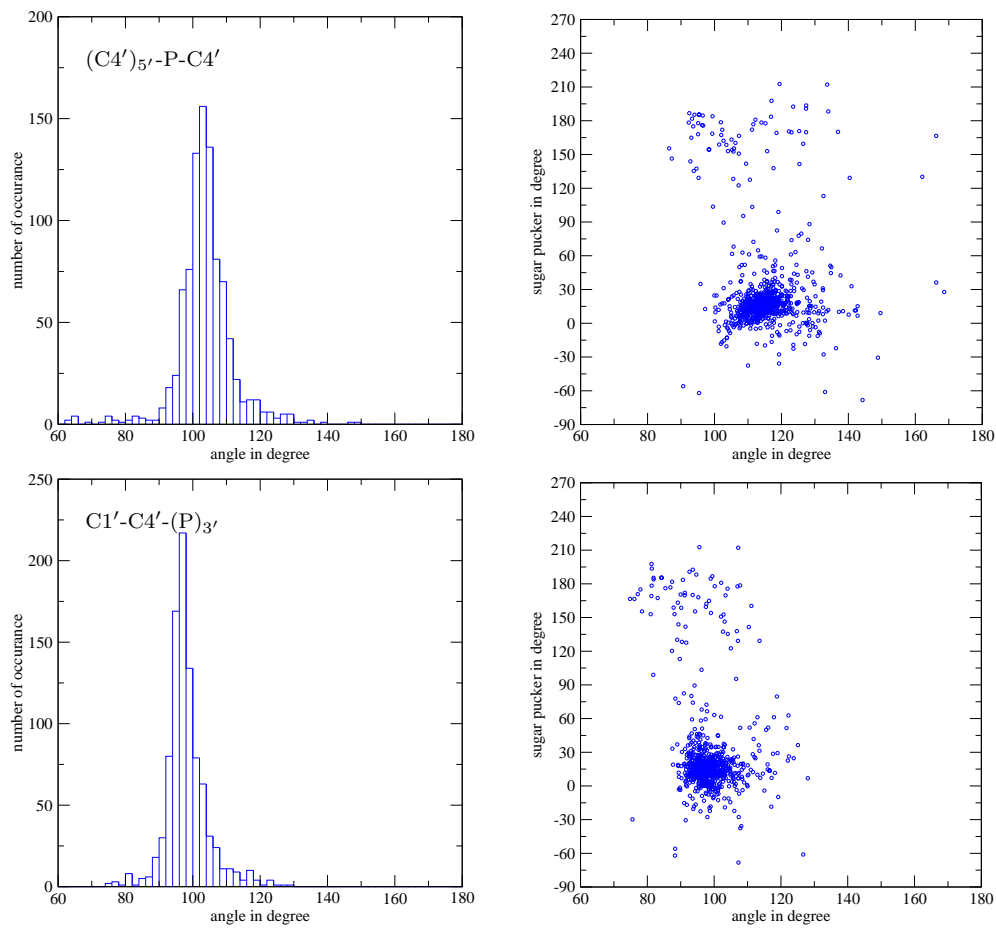 200
150
100
50
0
number of occurance
(C4′)5′-P-C4′
60 80 100 120 140 160 180
angle in degree
270
240
210
180
150
120
90
60
30
0
-30
-60
-90
sugar pucker in degree
60 80 100 120 140 160 180
angle in degree
250
200
150
100
50
0
number of occurance
C1′-C4′-(P)3′
60 80 100 120 140 160 180
angle in degree
270
240
210
180
150
120
90
60
30
0
-30
-60
-90
sugar pucker in degree
60 80 100 120 140 160 180
angle in degree